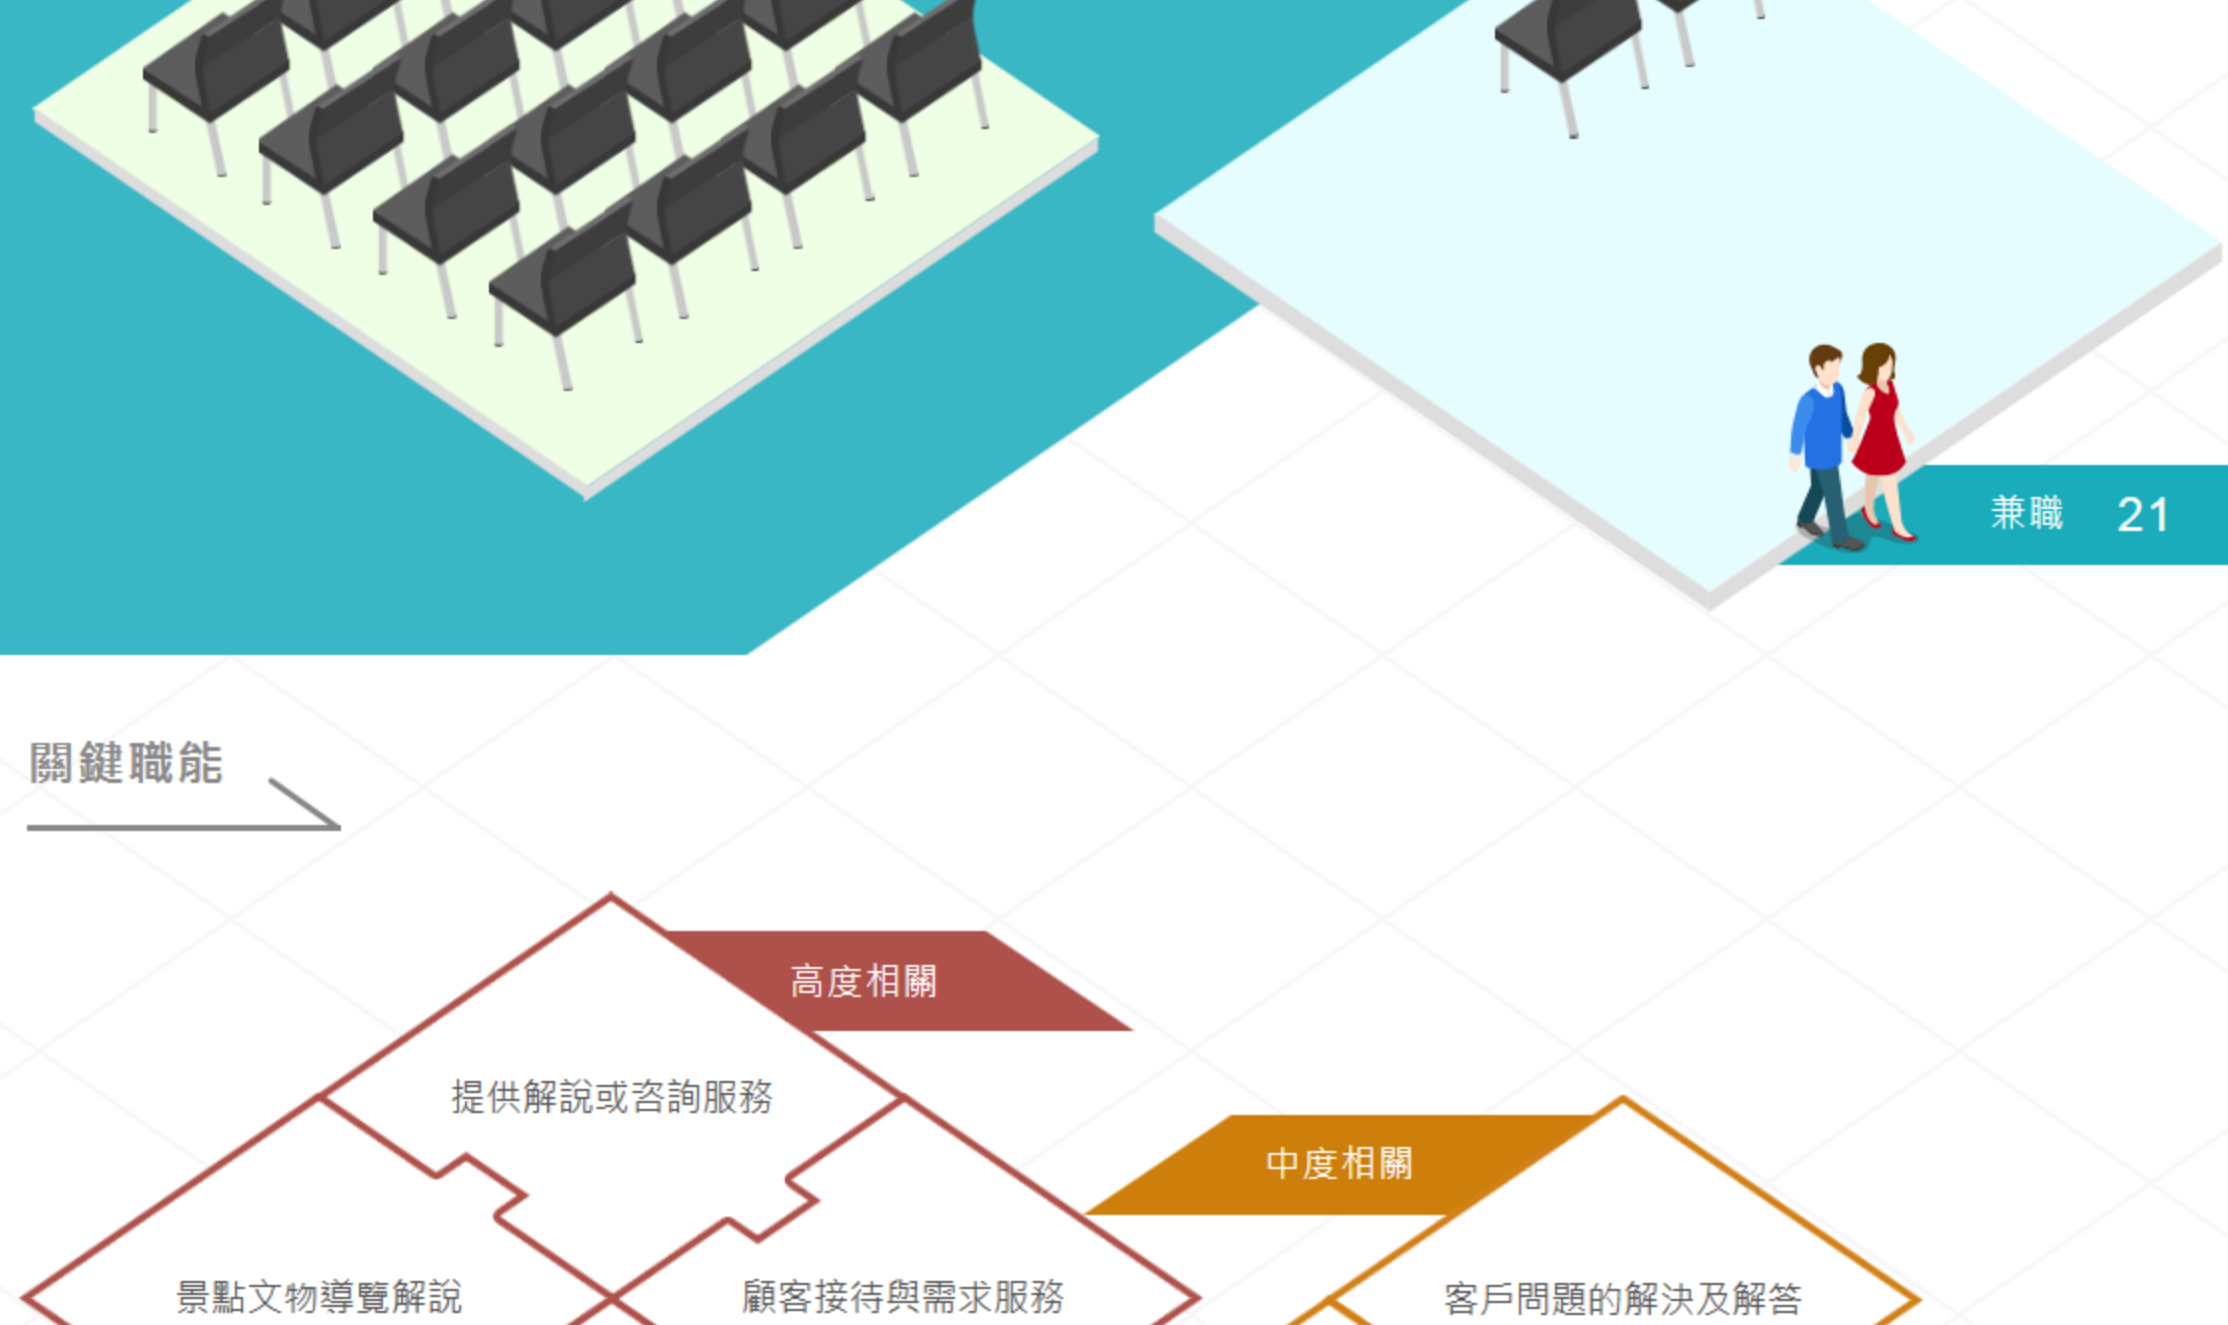 兼職 21
關鍵職能
高度相關
提供解說或咨詢服務
中度相關
景點文物導覽解說
顧客接待與需求服務
客戶問題的解決及解答